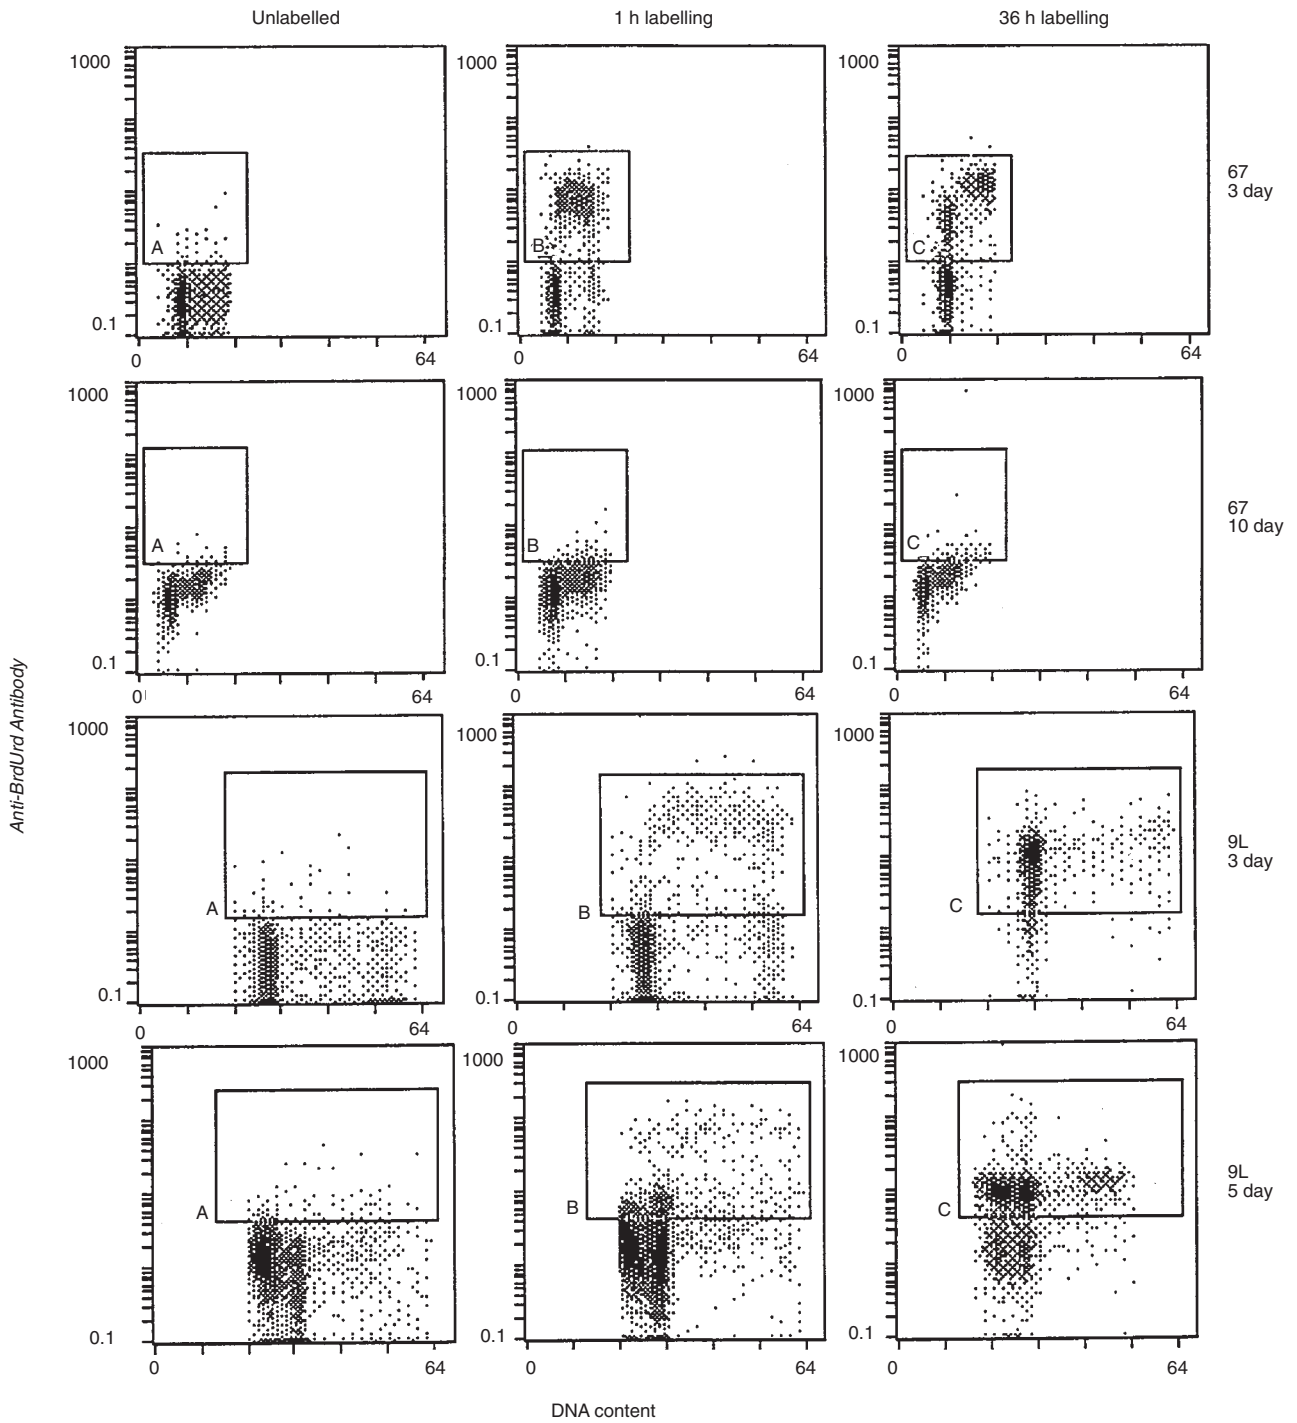 Unlabelled 1 h labelling 36 h labelling
1000 1000 1000
67
3 day
A B C
0.1 0.1 0.1
0 64 0 64 0 64
1000 1000 1000
67
10 day
A B C
0.1 0.1 0.1
0 64 0 64 0 64
Anti-BrdUrd Antibody
1000 1000 1000
9L
3 day
A B C
0.1 0.1 0.1
0 64 0 64 0 64
1000 1000 1000
9L
5 day
A B C
0.1 0.1 0.1
0 64 0 64 0 64
DNA content